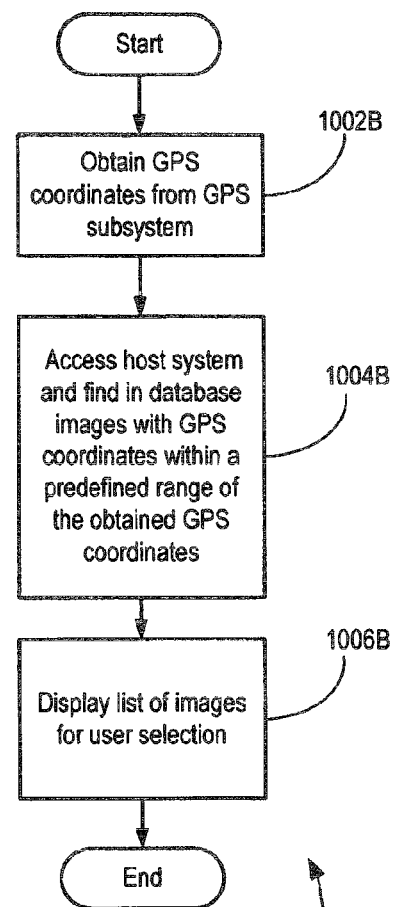 Start
1002B
Obtain GPS
coordinates from GPS
subsystem
1004B
Access host system
and find in database
images with GPS
coordinates within a
predefined range of
the obtained GPS
coordinates
1006B
Display list of images
for user selection
End